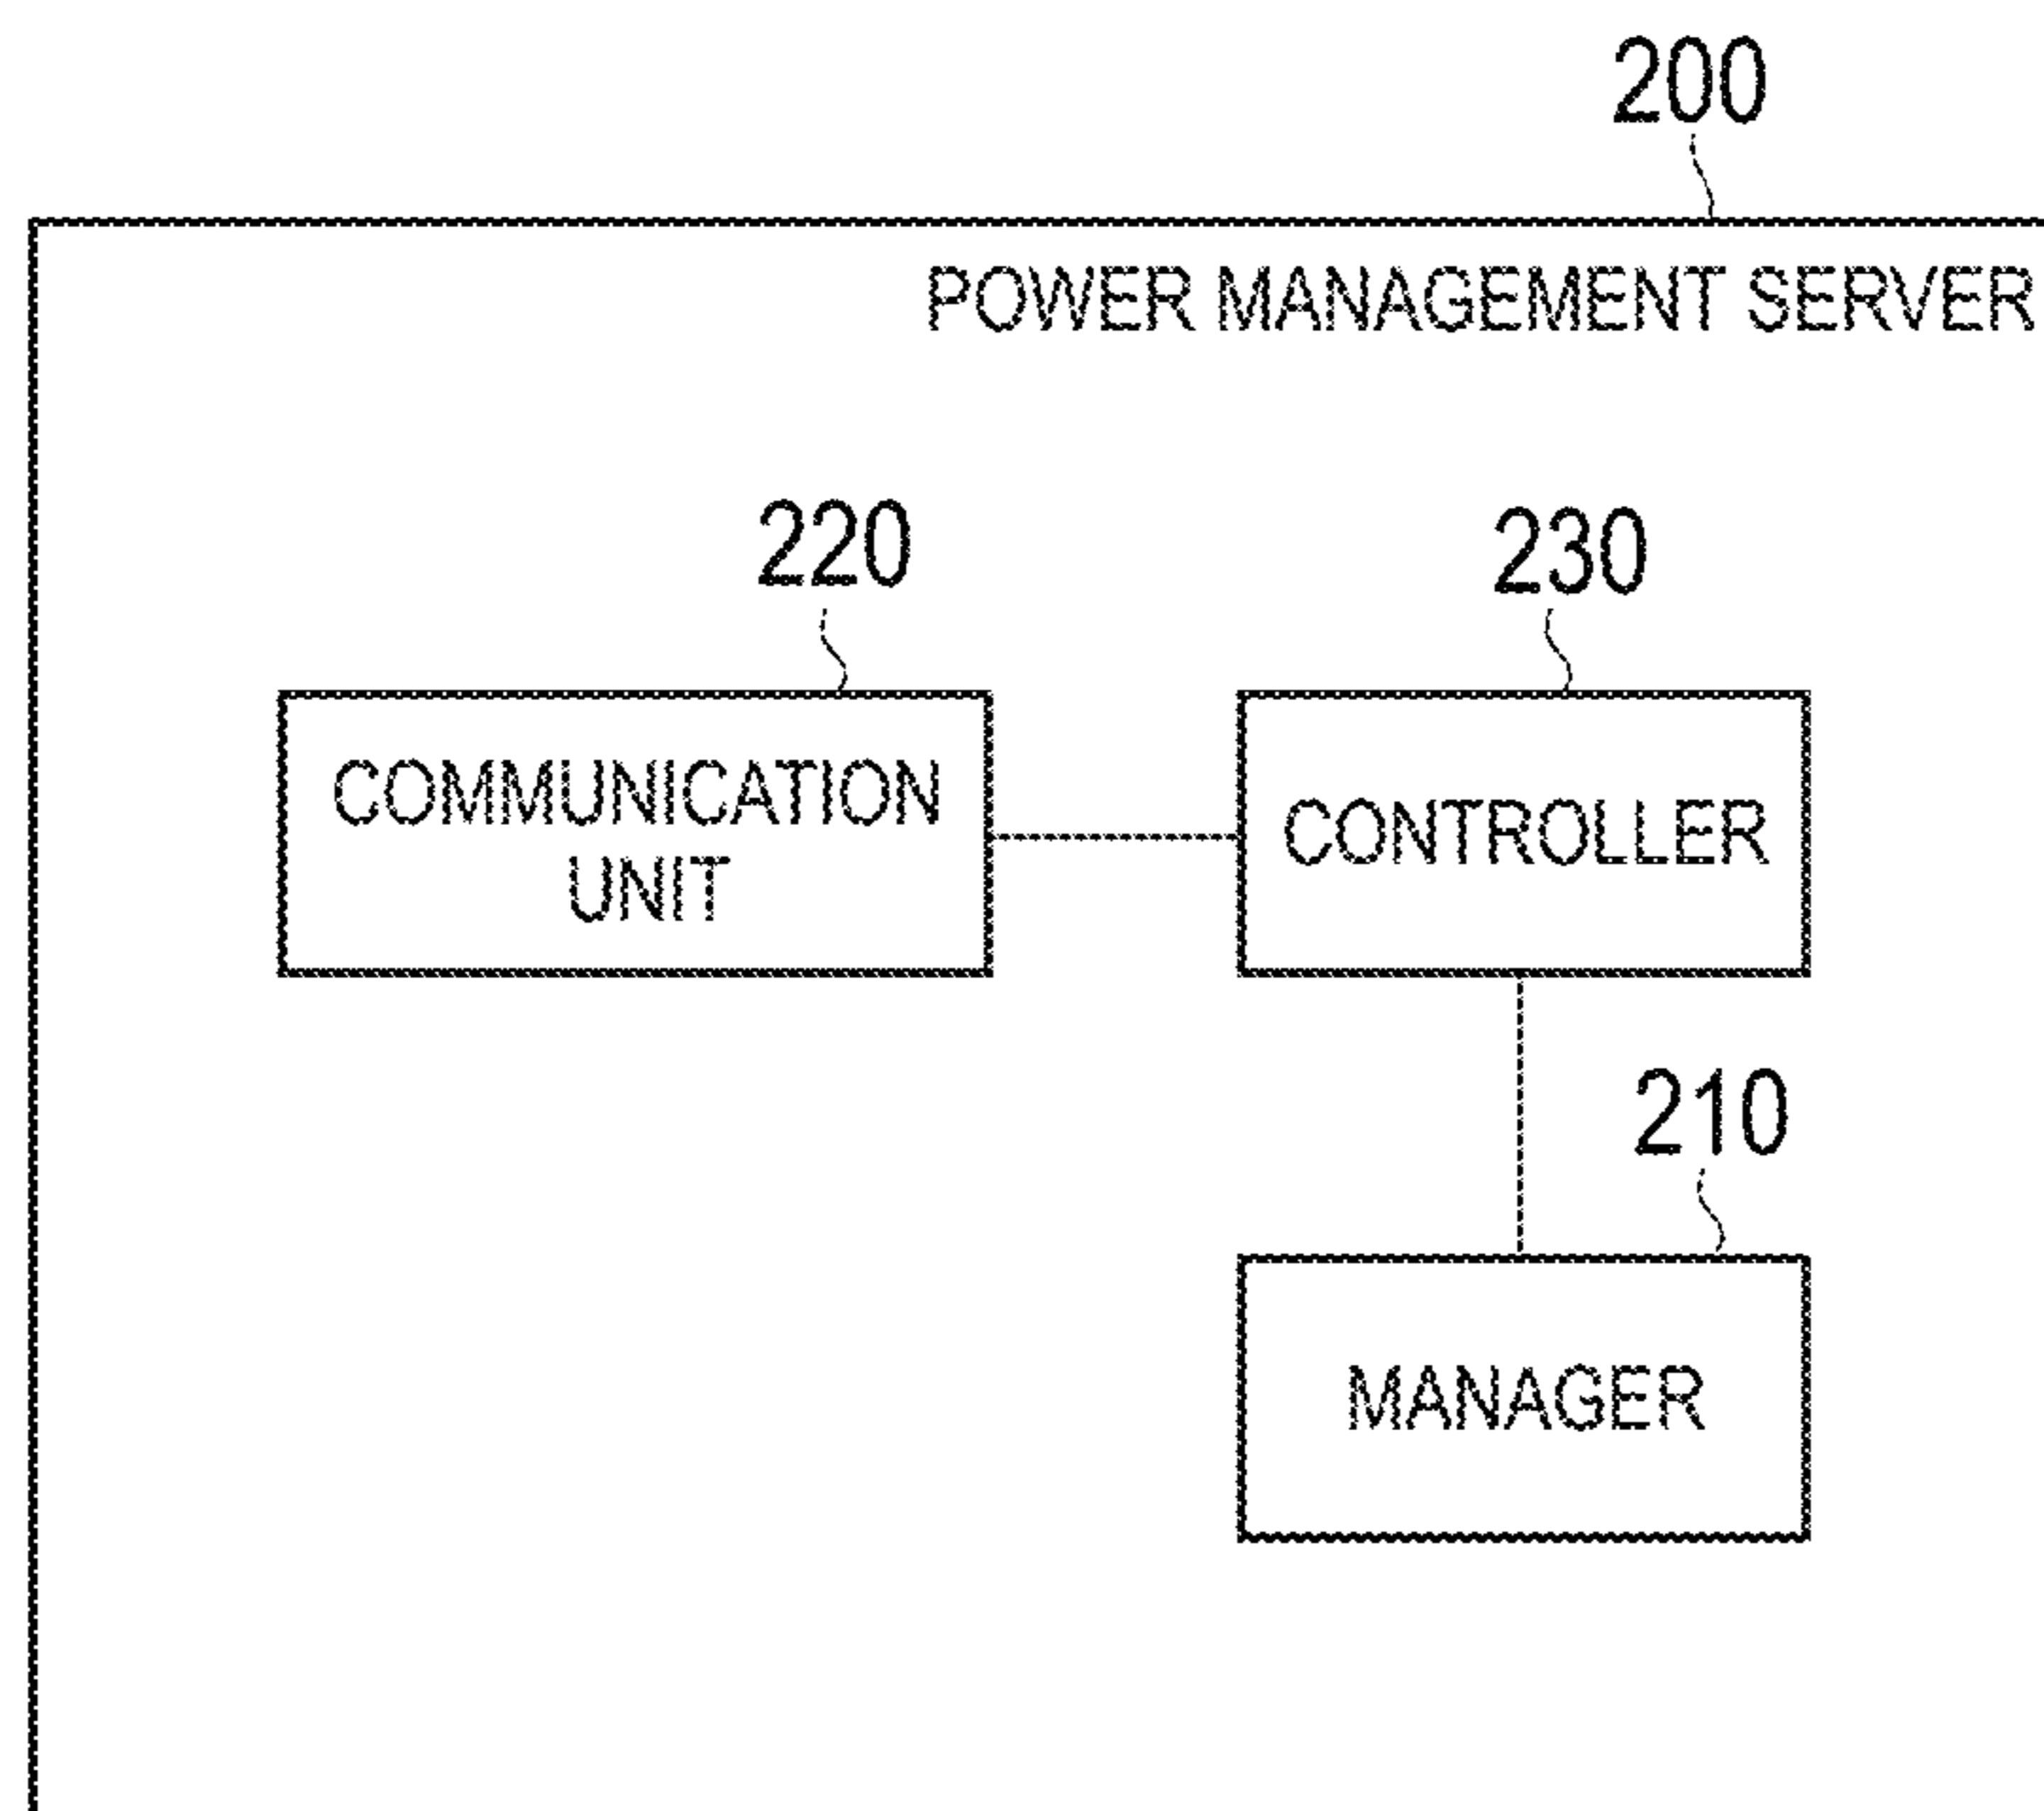 200
POWER MANAGEMENT SERVER
220
230
COMMUNICATION
UNIT
CONTROLLER
210
MANAGER